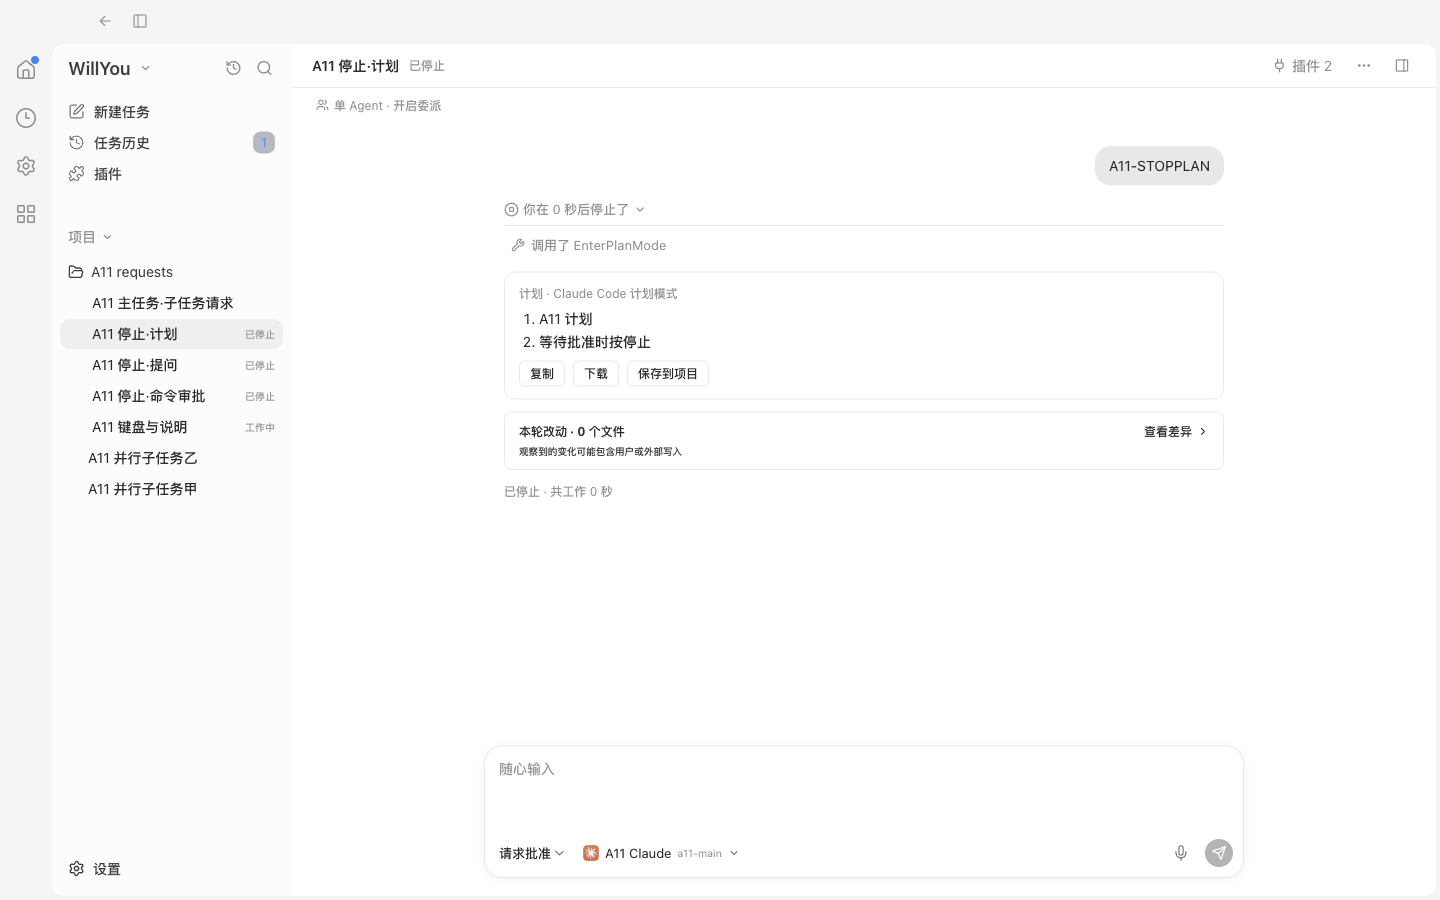 WillYou
新建任务
任务历史 1
插件
项目
A11 requests
A11 主任务·子任务请求
A11 停止·计划 已停止
A11 停止·提问 已停止
A11 停止·命令审批 已停止
A11 键盘与说明 工作中
A11 并行子任务乙
A11 并行子任务甲
设置
A11 停止·计划 已停止
插件 2
单 Agent · 开启委派
A11-STOPPLAN
你在 0 秒后停止了
调用了 EnterPlanMode
计划 · Claude Code 计划模式
1. A11 计划
2. 等待批准时按停止
复制 下载 保存到项目
本轮改动 · 0 个文件 查看差异
观察到的变化可能包含用户或外部写入
已停止 · 共工作 0 秒
随心输入
请求批准 A11 Claude a11-main